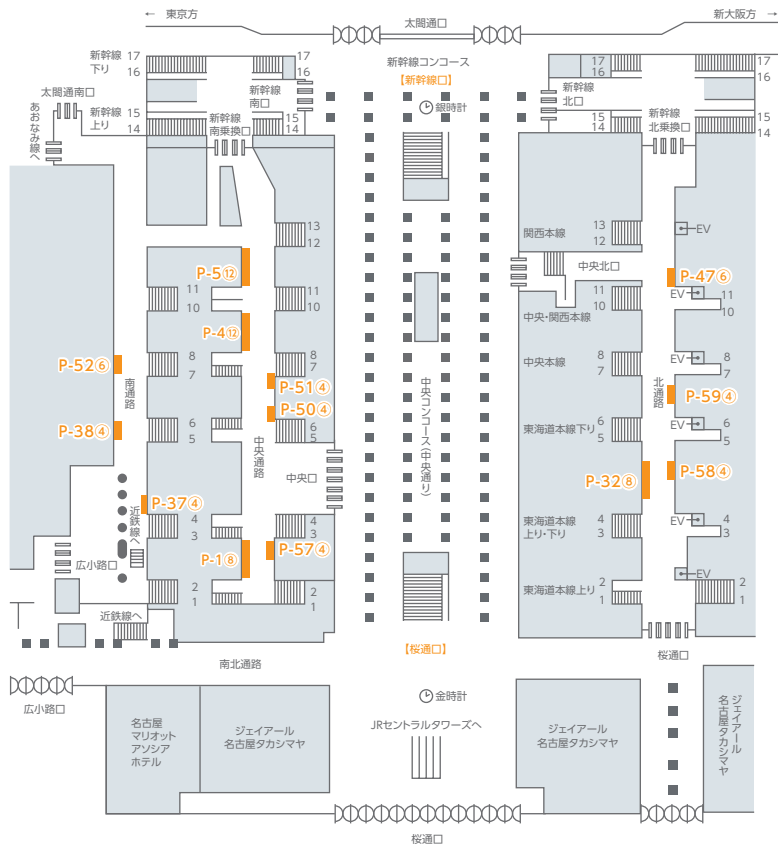 ← 東京方
太閤通口
新大阪方 →
新幹線
下り
17
16
太閤通南口
あおなみ線へ
新幹線
上り
15
14
17
16
新幹線
南口
15
14
新幹線
南乗換口
新幹線コンコース
【新幹線口】
銀時計
17
16
新幹線
北口
15
14
新幹線
北乗換口
17
16
15
14
13
12
11
10
8
7
6
5
4
3
2
1
P-5⑫
11
10
P-4⑫
8
7
6
5
4
3
2
1
P-52⑥
P-38④
南通路
P-37④
近鉄線へ
広小路口
P-1⑧
近鉄線へ
P-51④
P-50④
中央通路
中央口
P-57④
中央コンコース(中央通り)
関西本線
13
12
中央北口
中央・関西本線
11
10
中央本線
8
7
東海道本線下り
6
5
東海道本線
上り・下り
4
3
東海道本線上り
2
1
P-32⑧
北通路
EV
P-47⑥
EV
11
10
EV
8
7
P-59④
EV
6
5
P-58④
EV
4
3
EV
2
1
【桜通口】
桜通口
南北通路
広小路口
金時計
JRセントラルタワーズへ
名古屋
マリオット
アソシア
ホテル
ジェイアール
名古屋タカシマヤ
ジェイアール
名古屋タカシマヤ
ジェイアール
名古屋タカシマヤ
桜通口